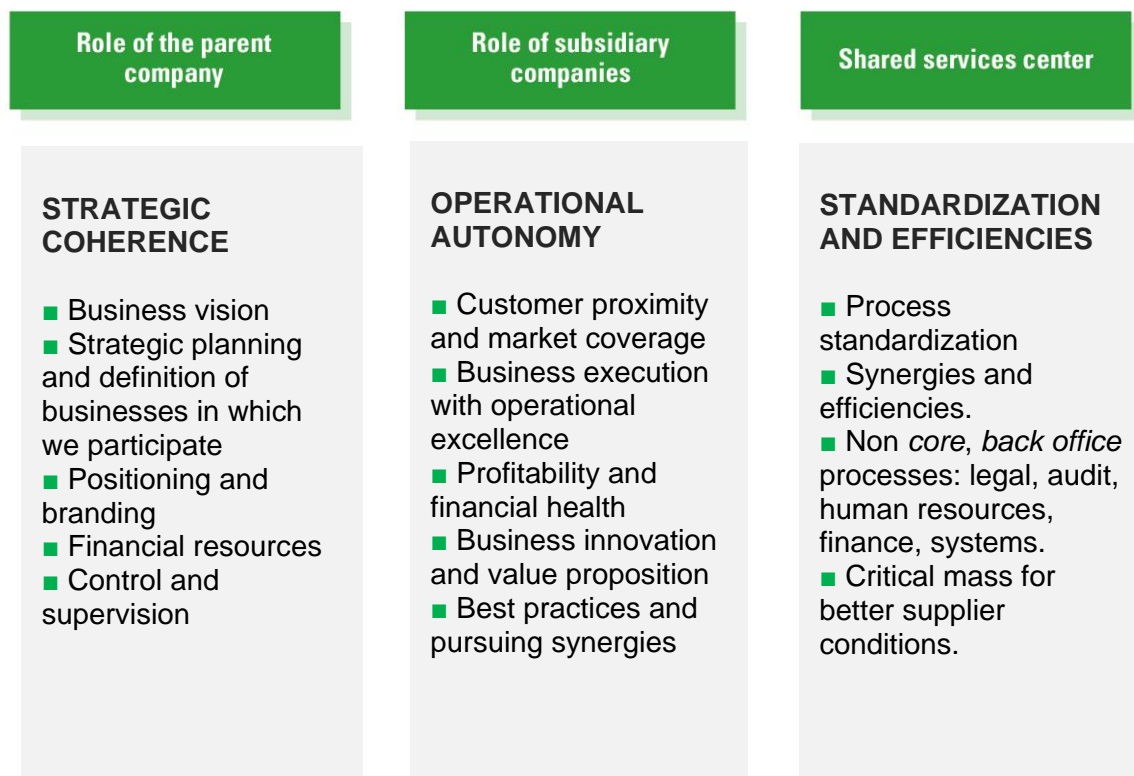 Role of the parent
company
STRATEGIC
COHERENCE
■ Business vision
■ Strategic planning
and definition of
businesses in which
we participate
■ Positioning and
branding
■ Financial resources
■ Control and
supervision
Role of subsidiary
companies
OPERATIONAL
AUTONOMY
■ Customer proximity
and market coverage
■ Business execution
with operational
excellence
■ Profitability and
financial health
■ Business innovation
and value proposition
■ Best practices and
pursuing synergies
Shared services center
STANDARDIZATION
AND EFFICIENCIES
■ Process
standardization
■ Synergies and
efficiencies.
■ Non core, back office
processes: legal, audit,
human resources,
finance, systems.
■ Critical mass for
better supplier
conditions.